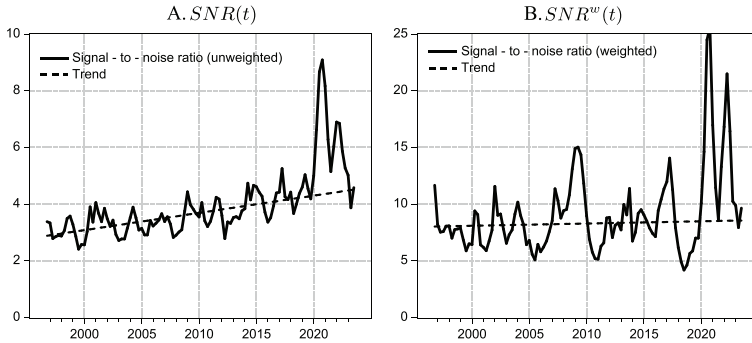 A. SNR(t)
10
8
6
4
2
0
Signal - to - noise ratio (unweighted)
Trend
2000 2005 2010 2015 2020
B. SNR^w(t)
25
20
15
10
5
0
Signal - to - noise ratio (weighted)
Trend
2000 2005 2010 2015 2020